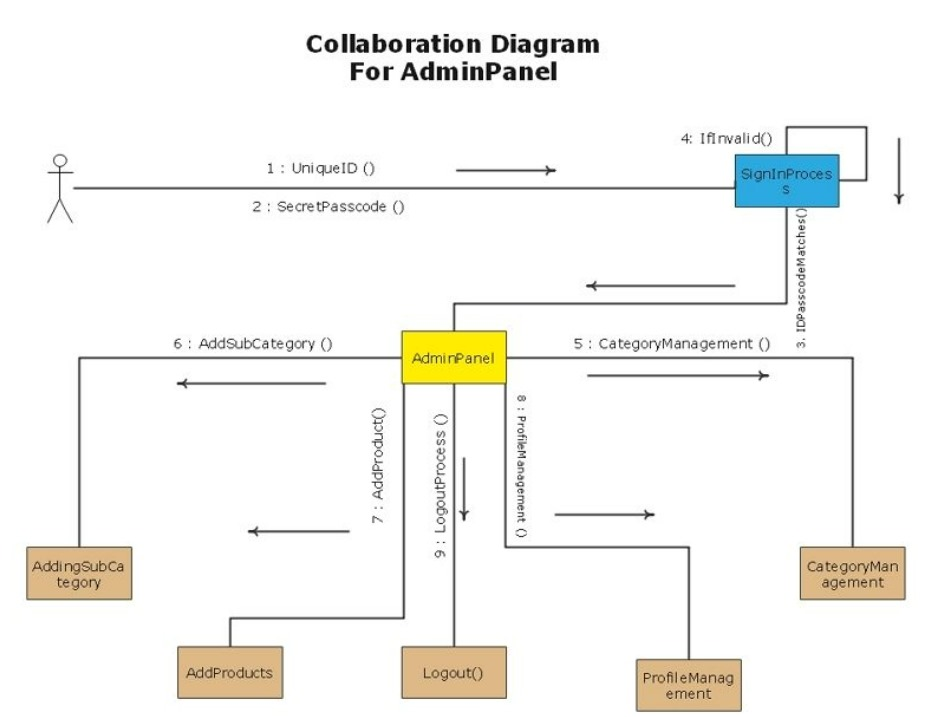 Collaboration Diagram
For AdminPanel
4: IfInvalid()
1 : UniqueID ()
SignInProces
s
2 : SecretPasscode ()
3. IDPasscodeMatches()
6 : AddSubCategory ()
AdminPanel
5 : CategoryManagement ()
7 : AddProduct()
9 : LogoutProcess ()
8 : ProfileManagement ()
AddingSubCa
tegory
CategoryMan
agement
AddProducts
Logout()
ProfileManag
ement